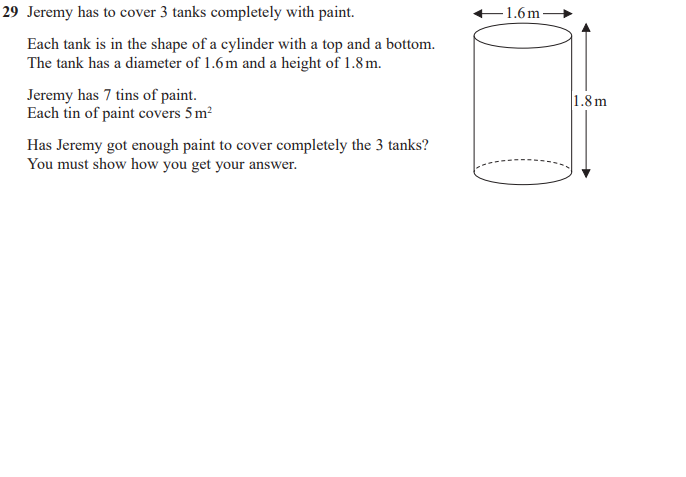 29 Jeremy has to cover 3 tanks completely with paint.
Each tank is in the shape of a cylinder with a top and a bottom.
The tank has a diameter of 1.6 m and a height of 1.8 m.
Jeremy has 7 tins of paint.
Each tin of paint covers 5 m²
Has Jeremy got enough paint to cover completely the 3 tanks?
You must show how you get your answer.
1.6 m
1.8 m